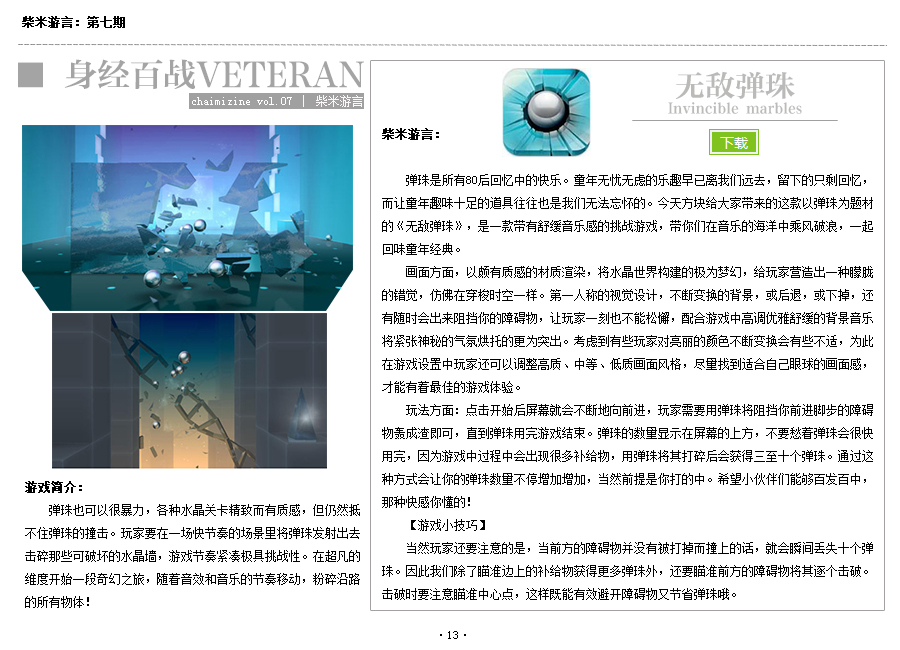 柴米游言：第七期
身经百战VETERAN
chaimizine vol.07 | 柴米游言
游戏简介：
弹珠也可以很暴力，各种水晶关卡精致而有质感，但仍然抵
不住弹珠的撞击。玩家要在一场快节奏的场景里将弹珠发射出去
击碎那些可破坏的水晶墙，游戏节奏紧凑极具挑战性。在超凡的
维度开始一段奇幻之旅，随着音效和音乐的节奏移动，粉碎沿路
的所有物体！
柴米游言：
无敌弹珠
Invincible marbles
下载
弹珠是所有80后回忆中的快乐。童年无忧无虑的乐趣早已离我们远去，留下的只剩回忆，
而让童年趣味十足的道具往往也是我们无法忘怀的。今天方块给大家带来的这款以弹珠为题材
的《无敌弹珠》，是一款带有舒缓音乐感的挑战游戏，带你们在音乐的海洋中乘风破浪，一起
回味童年经典。
画面方面，以颇有质感的材质渲染，将水晶世界构建的极为梦幻，给玩家营造出一种朦胧
的错觉，仿佛在穿梭时空一样。第一人称的视觉设计，不断变换的背景，或后退，或下掉，还
有随时会出来阻挡你的障碍物，让玩家一刻也不能松懈，配合游戏中高调优雅舒缓的背景音乐
将紧张神秘的气氛烘托的更为突出。考虑到有些玩家对亮丽的颜色不断变换会有些不适，为此
在游戏设置中玩家还可以调整高质、中等、低质画面风格，尽量找到适合自己眼球的画面感，
才能有着最佳的游戏体验。
玩法方面：点击开始后屏幕就会不断地向前进，玩家需要用弹珠将阻挡你前进脚步的障碍
物轰成渣即可，直到弹珠用完游戏结束。弹珠的数量显示在屏幕的上方，不要愁着弹珠会很快
用完，因为游戏中过程中会出现很多补给物，用弹珠将其打碎后会获得三至十个弹珠。通过这
种方式会让你的弹珠数量不停增加增加，当然前提是你打的中。希望小伙伴们能够百发百中，
那种快感你懂的！
【游戏小技巧】
当然玩家还要注意的是，当前方的障碍物并没有被打掉而撞上的话，就会瞬间丢失十个弹
珠。因此我们除了瞄准边上的补给物获得更多弹珠外，还要瞄准前方的障碍物将其逐个击破。
击破时要注意瞄准中心点，这样既能有效避开障碍物又节省弹珠哦。
·13·